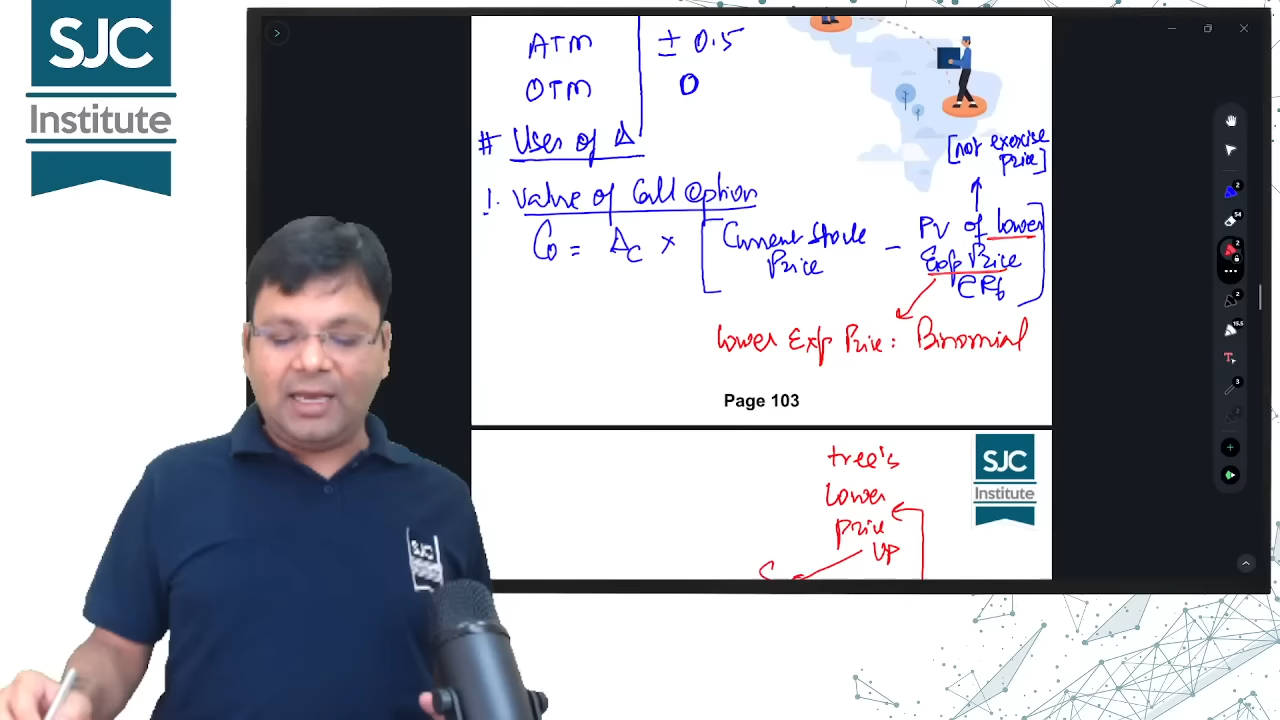 SJC
Institute
ATM ± 0.5
OTM 0
# Uses of Δ
[not exercise
price]
1. Value of Call Option
C0 = ΔC × [Current Stock
Price
– PV of lower
Exp Price
]
lower Exp Price: Binomial
Page 103
tree's
lower
price
UP
SJC
Institute
SJC